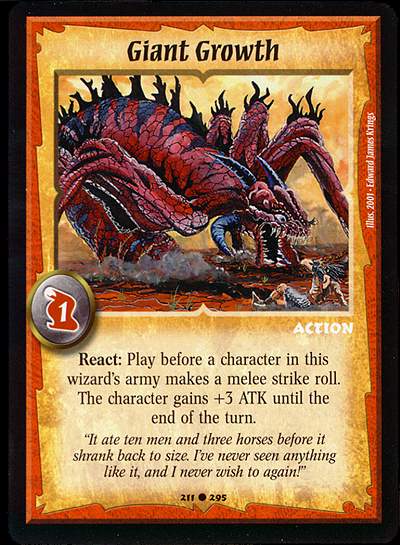 Giant Growth
Illus. 2001 • Edward James Krings
1
ACTION
React: Play before a character in this
wizard's army makes a melee strike roll.
The character gains +3 ATK until the
end of the turn.
"It ate ten men and three horses before it
shrank back to size. I've never seen anything
like it, and I never wish to again!"
211 ● 295